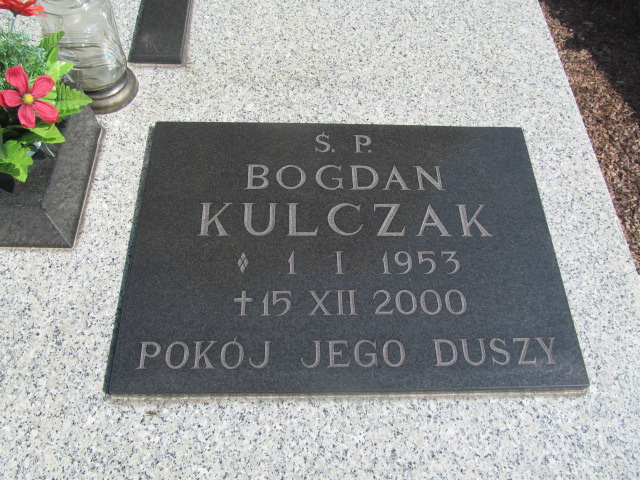 Ś. P.
BOGDAN
KULCZAK
1 I 1953
✝15 XII 2000
POKÓJ JEGO DUSZY